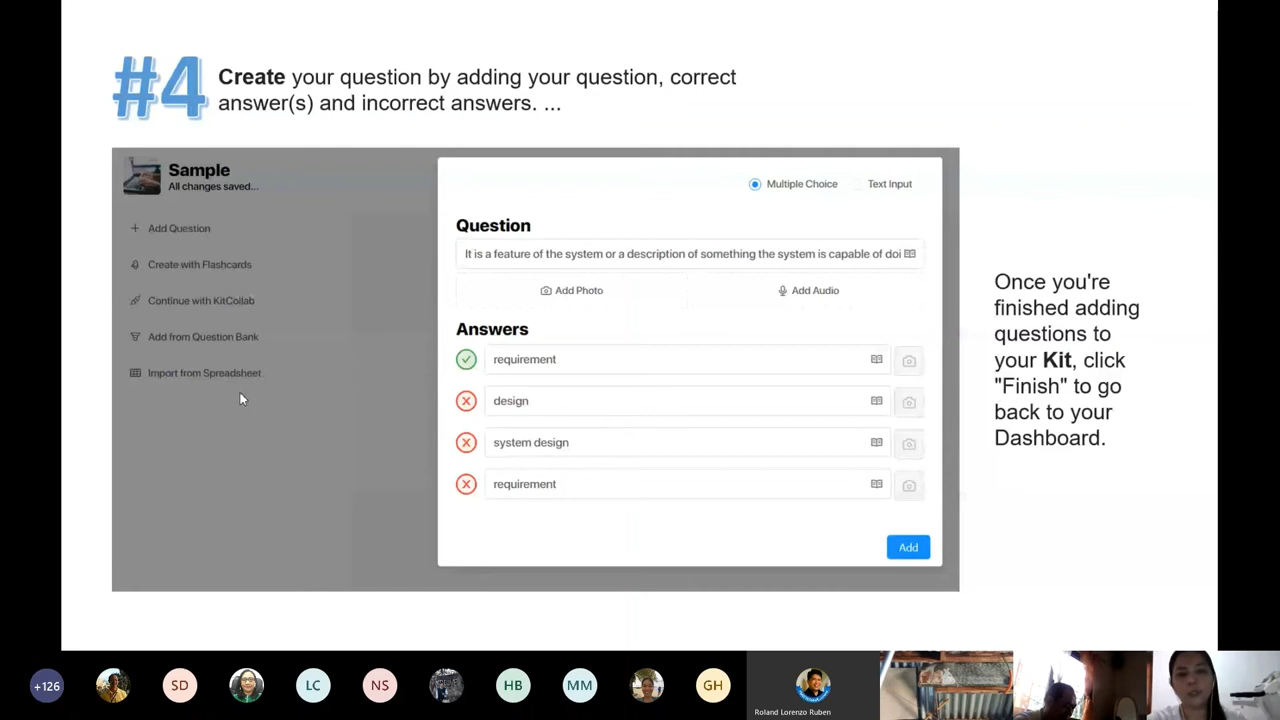 #4
Create your question by adding your question, correct
answer(s) and incorrect answers. ...
Sample
All changes saved...
Add Question
Create with Flashcards
Continue with KitCollab
Add from Question Bank
Import from Spreadsheet
Multiple Choice
Text Input
Question
It is a feature of the system or a description of something the system is capable of doi
Add Photo
Add Audio
Answers
requirement
design
system design
requirement
Add
Once you're
finished adding
questions to
your Kit, click
"Finish" to go
back to your
Dashboard.
+126
SD
LC
NS
HB
MM
GH
Roland Lorenzo Ruben